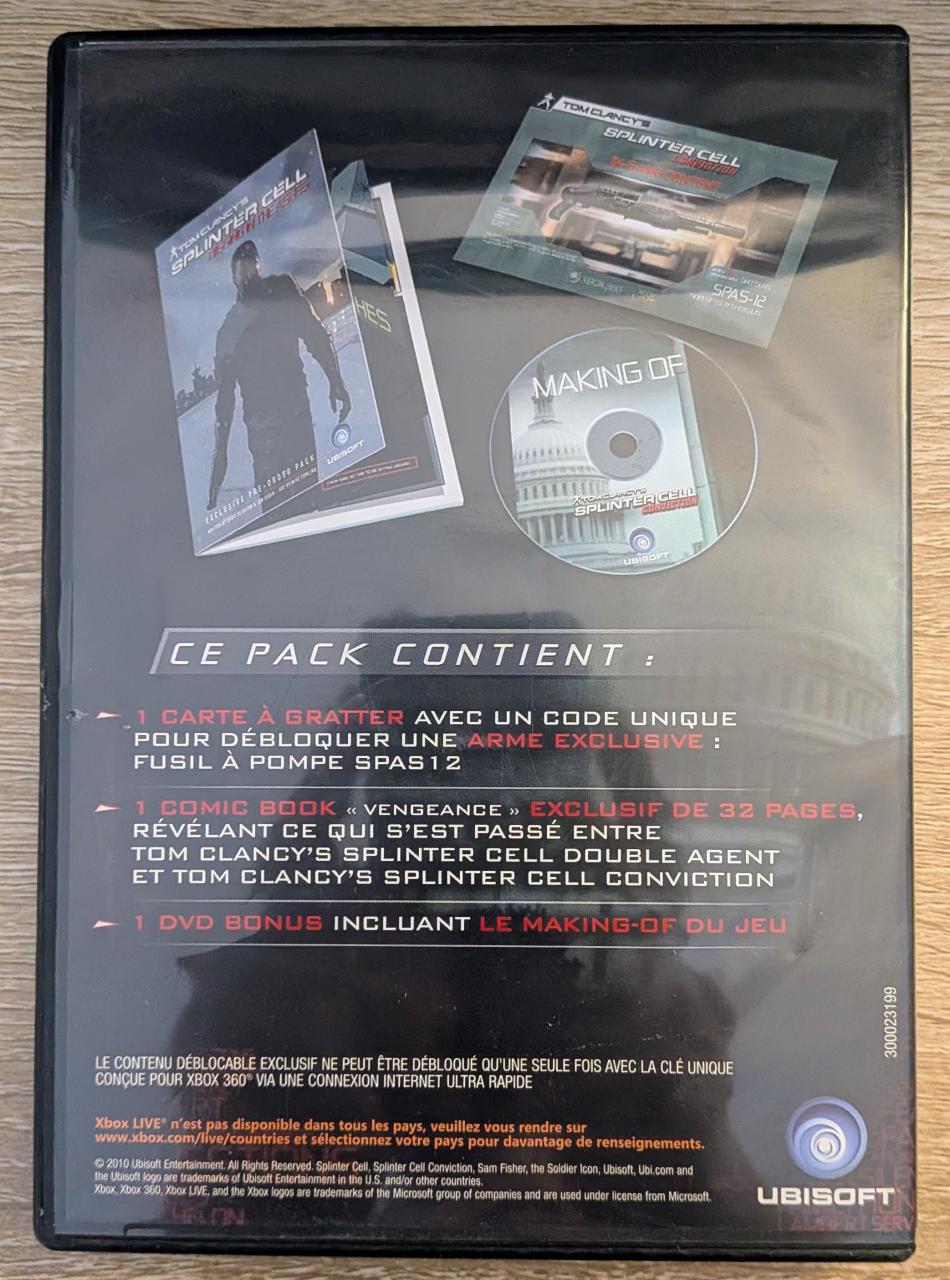 TOM CLANCY'S
SPLINTER CELL
CONVICTION
TOM CLANCY'S
SPLINTER CELL
HES
XBOX 360
SPAS-12
UBISOFT
EXCLUSIVE PRE-ORDER PACK
MAKING OF
TOM CLANCY'S
SPLINTER CELL
CONVICTION
UBISOFT
CE PACK CONTIENT :
1 CARTE À GRATTER AVEC UN CODE UNIQUE
POUR DÉBLOQUER UNE ARME EXCLUSIVE :
FUSIL À POMPE SPAS12
1 COMIC BOOK « VENGEANCE » EXCLUSIF DE 32 PAGES,
RÉVÉLANT CE QUI S'EST PASSÉ ENTRE
TOM CLANCY'S SPLINTER CELL DOUBLE AGENT
ET TOM CLANCY'S SPLINTER CELL CONVICTION
1 DVD BONUS INCLUANT LE MAKING-OF DU JEU
300023199
LE CONTENU DÉBLOCABLE EXCLUSIF NE PEUT ÊTRE DÉBLOQUÉ QU'UNE SEULE FOIS AVEC LA CLÉ UNIQUE
CONÇUE POUR XBOX 360® VIA UNE CONNEXION INTERNET ULTRA RAPIDE
Xbox LIVE® n'est pas disponible dans tous les pays, veuillez vous rendre sur
www.xbox.com/live/countries et sélectionnez votre pays pour davantage de renseignements.
© 2010 Ubisoft Entertainment. All Rights Reserved. Splinter Cell, Splinter Cell Conviction, Sam Fisher, the Soldier Icon, Ubisoft, Ubi.com and
the Ubisoft logo are trademarks of Ubisoft Entertainment in the U.S. and/or other countries.
Xbox, Xbox 360, Xbox LIVE, and the Xbox logos are trademarks of the Microsoft group of companies and are used under license from Microsoft.
UBISOFT